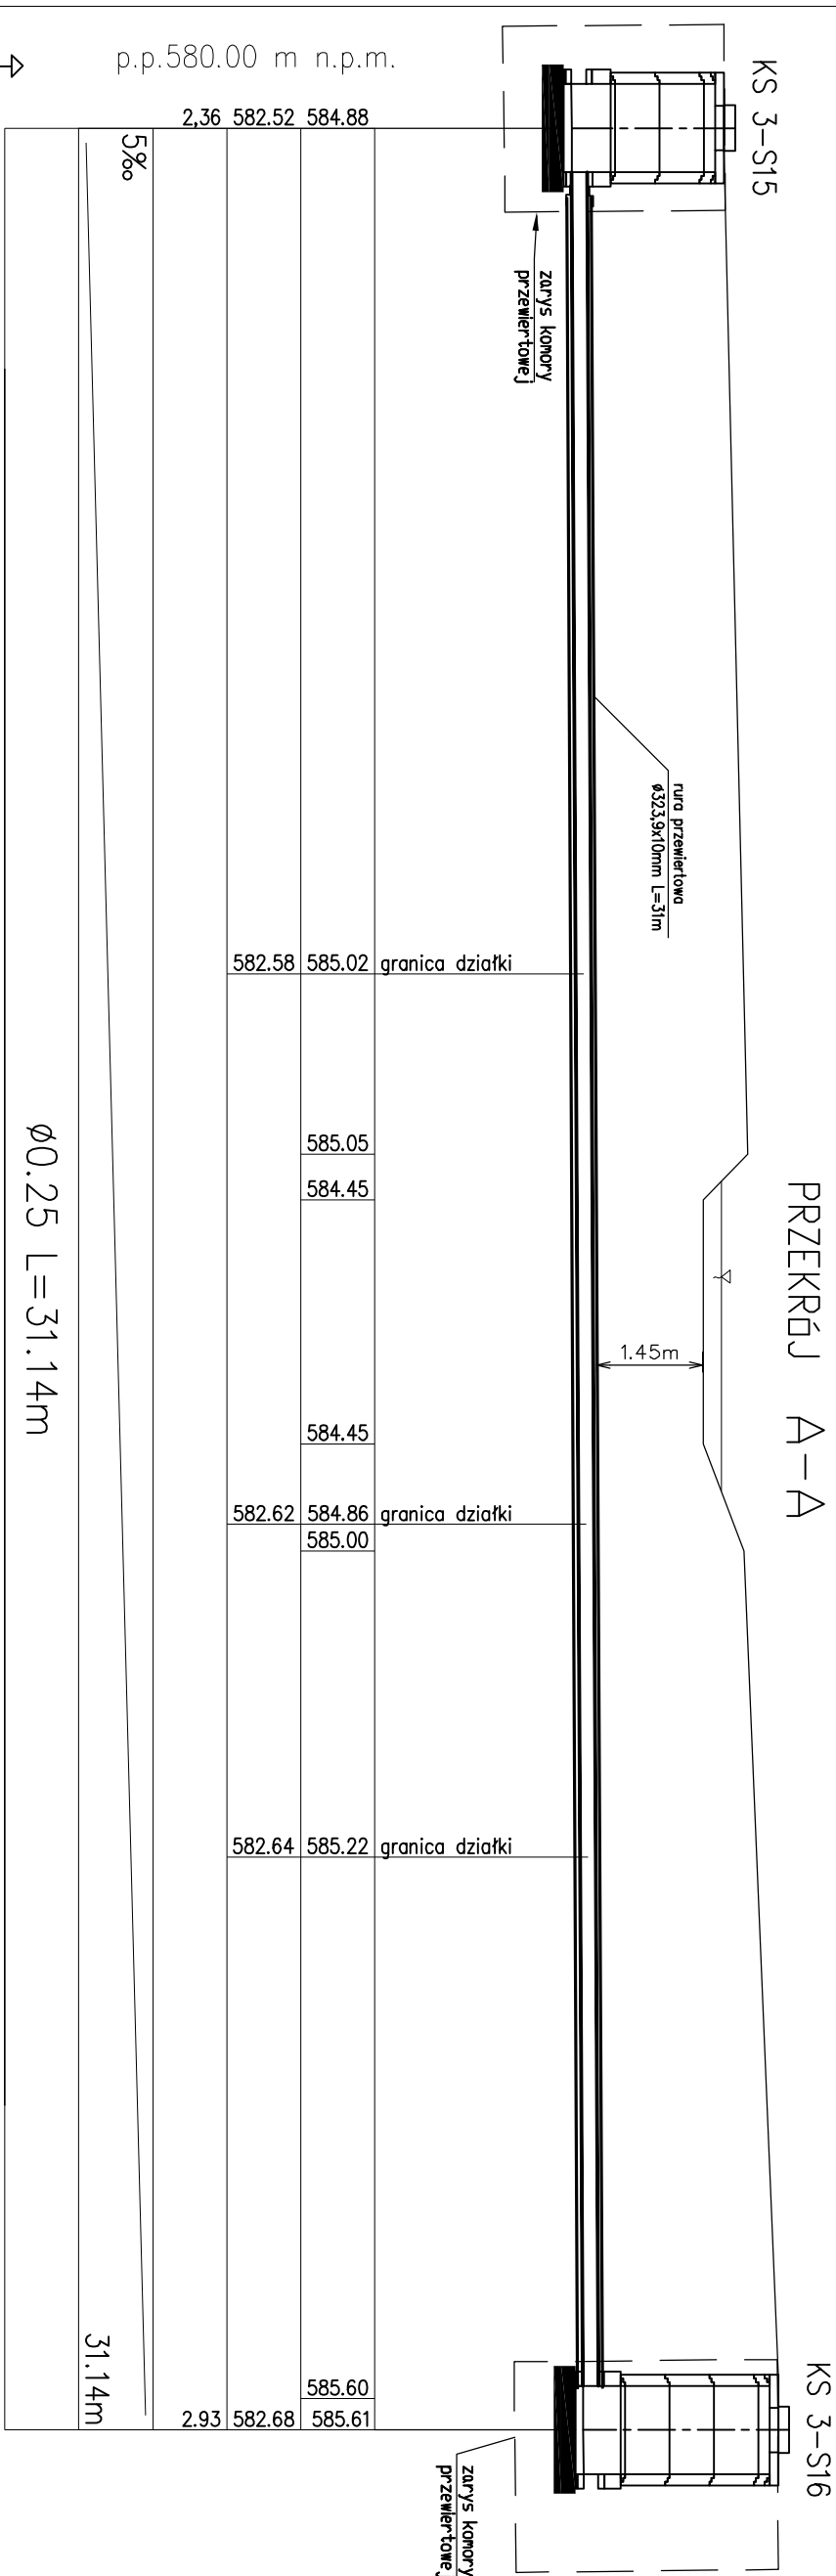 PRZEKRÓJ A-A
KS 3-S15
KS 3-S16
zarys komory
przewiertowej
rura przewiertowa
ø323,9x10mm L=31m
1.45m
zarys komory
przewiertowej
p.p.580.00 m n.p.m.
granica działki
granica działki
granica działki
584.88
585.02
585.05
584.45
584.45
584.86
585.00
585.22
585.60
585.61
582.52
582.58
582.62
582.64
582.68
2,36
2.93
5‰
31.14m
ø0.25 L=31.14m